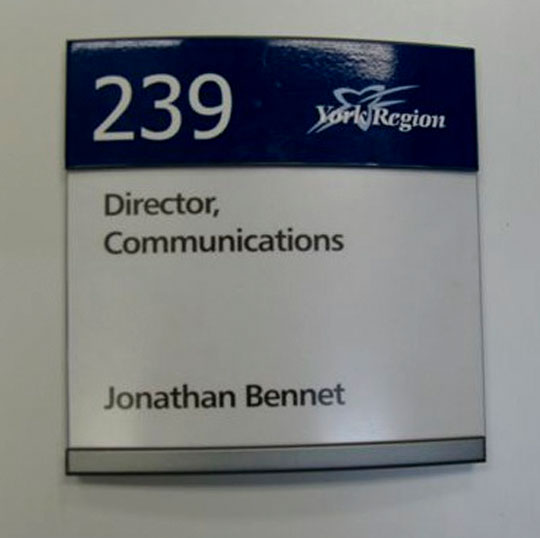 239
York Region
Director,
Communications
Jonathan Bennet